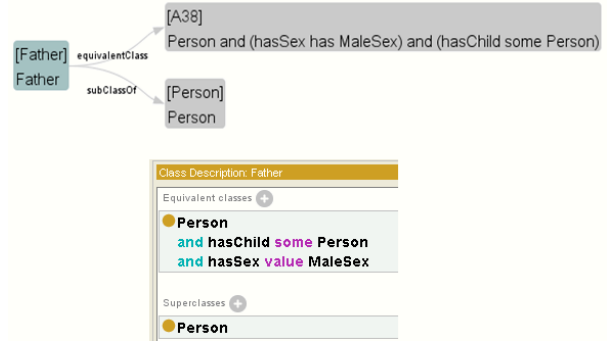 [A38]
Person and (hasSex has MaleSex) and (hasChild some Person)
[Father]
Father
equivalentClass
subClassOf
[Person]
Person
Class Description: Father
Equivalent classes
Person
and hasChild some Person
and hasSex value MaleSex
Superclasses
Person